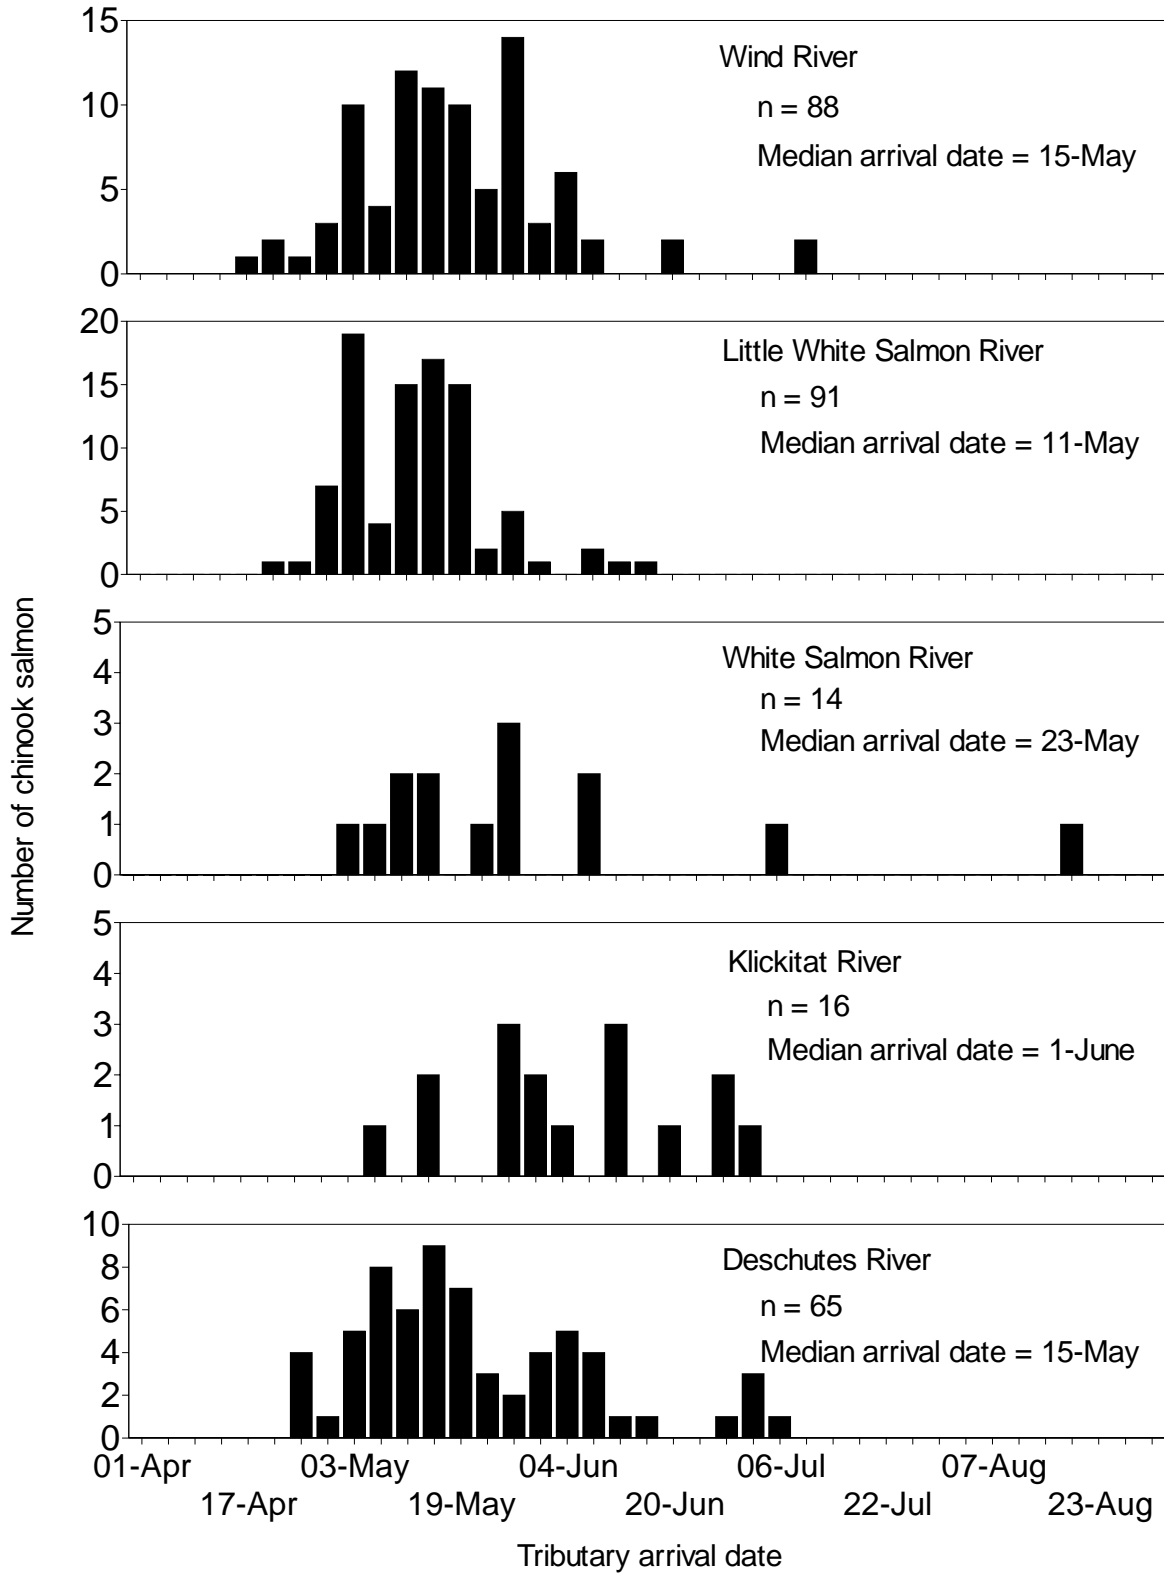 Number of chinook salmon
15
10
5
0
Wind River
n = 88
Median arrival date = 15-May
20
15
10
5
0
Little White Salmon River
n = 91
Median arrival date = 11-May
5
4
3
2
1
0
White Salmon River
n = 14
Median arrival date = 23-May
5
4
3
2
1
0
Klickitat River
n = 16
Median arrival date = 1-June
10
8
6
4
2
0
Deschutes River
n = 65
Median arrival date = 15-May
01-Apr 03-May 04-Jun 06-Jul 07-Aug
17-Apr 19-May 20-Jun 22-Jul 23-Aug
Tributary arrival date